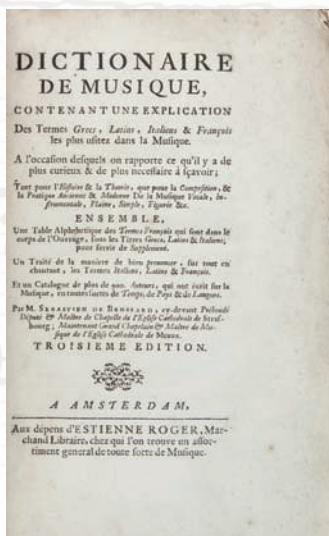 DICTIONAIRE
DE MUSIQUE,
CONTENANT UNE EXPLICATION
Des Termes Grecs, Latins, Italiens & François
les plus usitez dans la Musique.
A l'occasion desquels on rapporte ce qu'il y a de
plus curieux & de plus necessaire à sçavoir;
Tant pour l'Histoire & la Theorie, que pour la Composition, &
la Pratique Ancienne & Moderne De la Musique Vocale, In-
strumentale, Plaine, Simple, Figurée &c.
ENSEMBLE,
Une Table Alphabetique des Termes François qui sont dans le
corps de l'Ouvrage, sous les Titres Grecs, Latins & Italiens;
pour servir de Supplement.
Un Traité de la maniere de bien prononcer, sur tout en
chantant, les Termes Italiens, Latins & François.
Et un Catalogue de plus de 900. Auteurs, qui ont écrit sur la
Musique, en toutes sortes de Temps, de Pays & de Langues.
Par M. SEBASTIEN DE BROSSARD, cy-devant Prebendé
Député & Maître de Chapelle de l'Eglise Cathedrale de Stras-
bourg; Maintenant Grand Chapelain & Maître de Mu-
sique de l'Eglise Cathedrale de Meaux.
TROISIEME EDITION.
A AMSTERDAM,
Aux dépens d'ESTIENNE ROGER, Mar-
chand Libraire, chez qui l'on trouve un assor-
timent general de toute sorte de Musique.